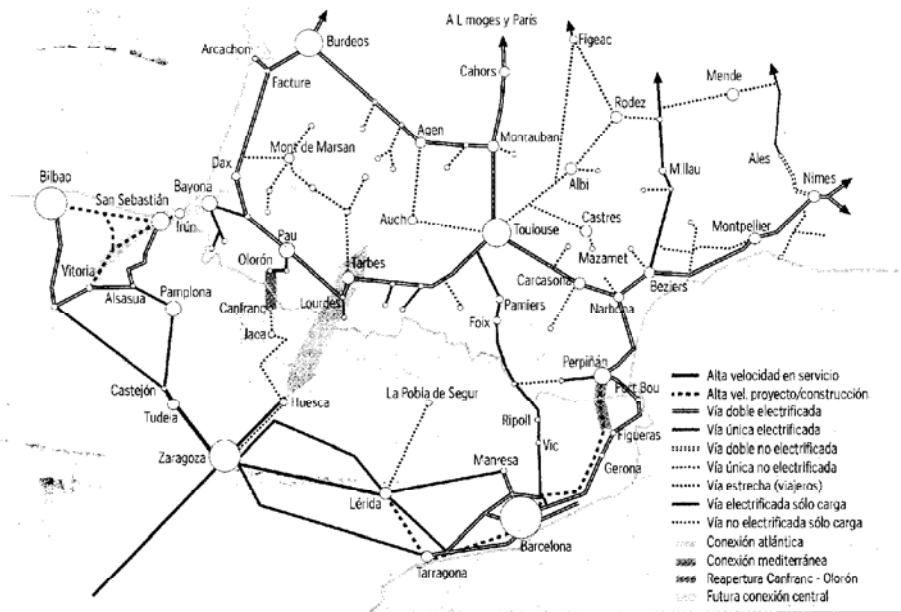 A L moges y París
Burdeos
Figeac
Arcachon
Cahors
Mende
Facture
Rodez
Agen
Montauban
Mont de Marsan
Ales
Dax
Millau
Albi
Nimes
Bilbao
San Sebastián
Bayona
Irún
Auch
Toulouse
Castres
Montpellier
Pau
Mazamet
Olorón
Tarbes
Vitoria
Carcasona
Beziers
Alsasua
Pamplona
Canfranc
Lourdes
Pamiers
Narbona
Jaca
Foix
Perpiñán
Port Bou
Castejón
La Pobla de Segur
Tudela
Huesca
Ripoll
Figueras
Vic
Zaragoza
Manresa
Gerona
Lérida
Barcelona
Tarragona
Alta velocidad en servicio
Alta vel. proyecto/construcción
Vía doble electrificada
Vía única electrificada
Vía doble no electrificada
Vía única no electrificada
Vía estrecha (viajeros)
Vía electrificada sólo carga
Vía no electrificada sólo carga
Conexión atlántica
Conexión mediterránea
Reapertura Canfranc - Olorón
Futura conexión central